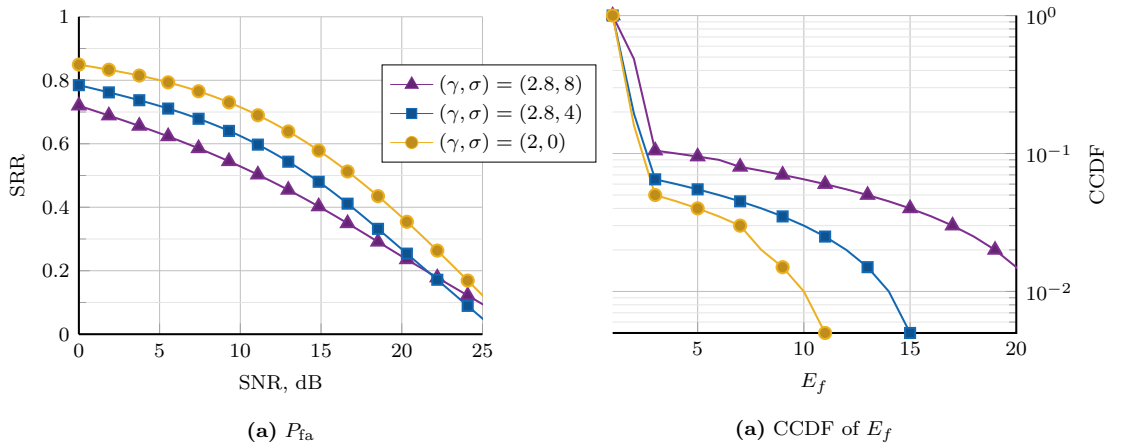 1
0.8
0.6
0.4
0.2
0
SRR
0 5 10 15 20 25
SNR, dB
(a) P_fa
(γ, σ) = (2.8, 8)
(γ, σ) = (2.8, 4)
(γ, σ) = (2, 0)
10^0
10^−1
10^−2
CCDF
5 10 15 20
E_f
(a) CCDF of E_f